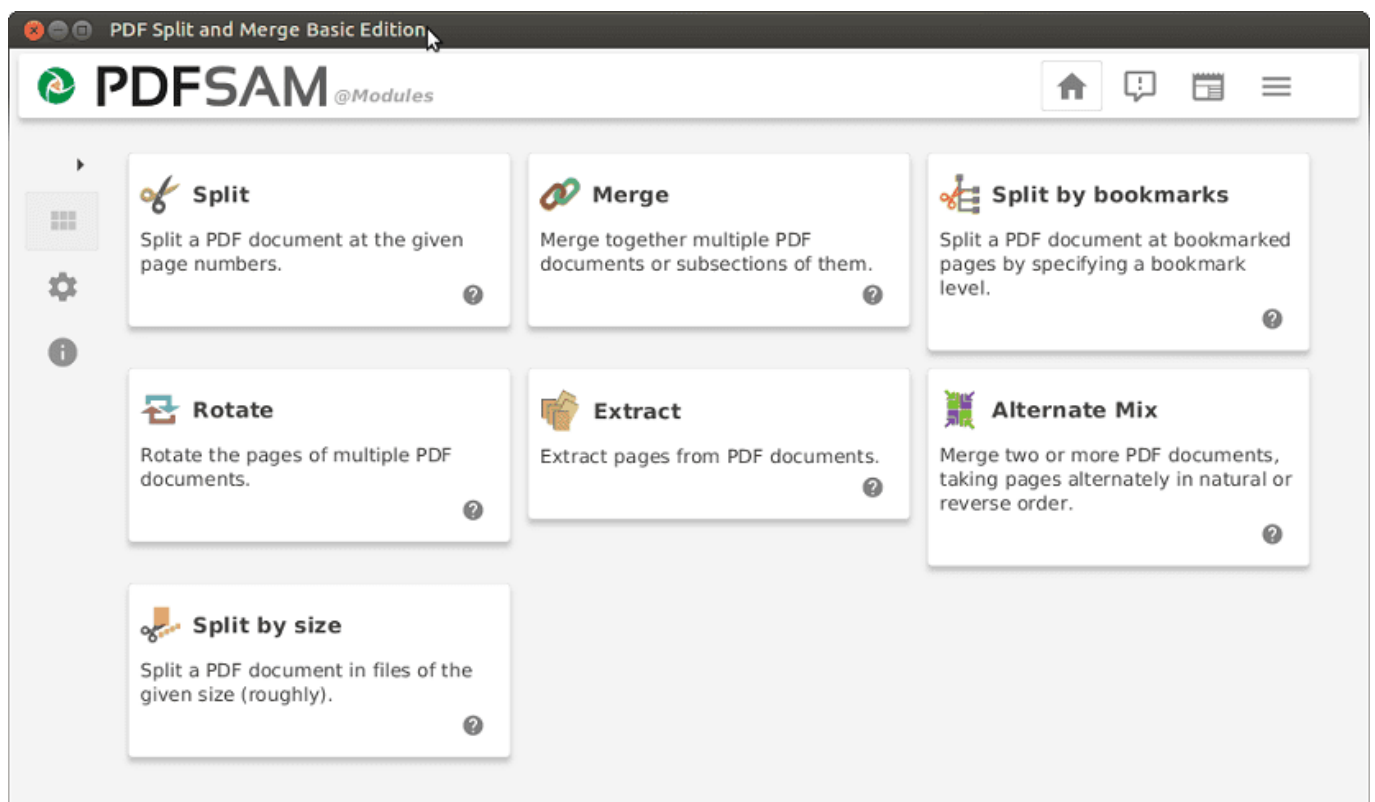 PDF Split and Merge Basic Edition
PDFSAM @Modules
Split
Split a PDF document at the given
page numbers.
Merge
Merge together multiple PDF
documents or subsections of them.
Split by bookmarks
Split a PDF document at bookmarked
pages by specifying a bookmark
level.
Rotate
Rotate the pages of multiple PDF
documents.
Extract
Extract pages from PDF documents.
Alternate Mix
Merge two or more PDF documents,
taking pages alternately in natural or
reverse order.
Split by size
Split a PDF document in files of the
given size (roughly).